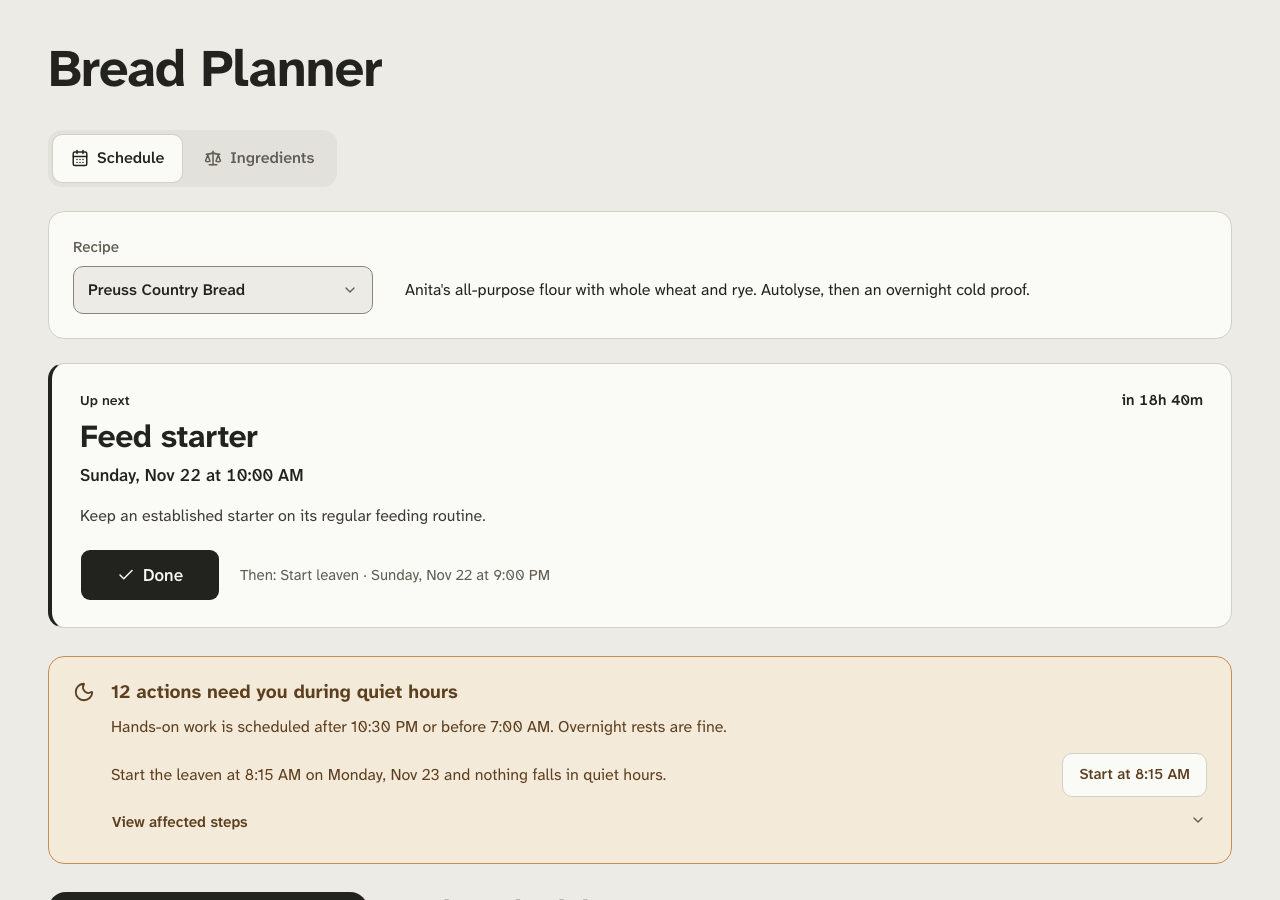 Bread Planner
Schedule
Ingredients
Recipe
Preuss Country Bread
Anita's all-purpose flour with whole wheat and rye. Autolyse, then an overnight cold proof.
Up next
in 18h 40m
Feed starter
Sunday, Nov 22 at 10:00 AM
Keep an established starter on its regular feeding routine.
Done
Then: Start leaven · Sunday, Nov 22 at 9:00 PM
12 actions need you during quiet hours
Hands-on work is scheduled after 10:30 PM or before 7:00 AM. Overnight rests are fine.
Start the leaven at 8:15 AM on Monday, Nov 23 and nothing falls in quiet hours.
Start at 8:15 AM
View affected steps